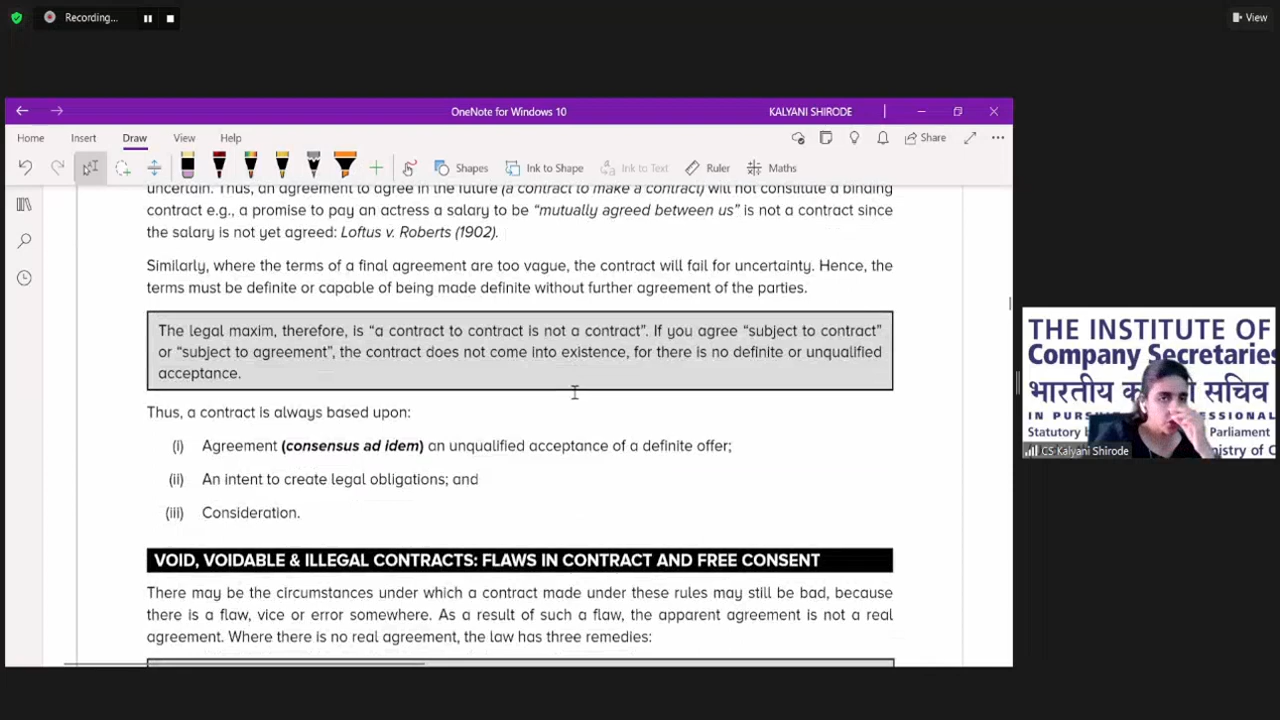 Recording...
View
OneNote for Windows 10
KALYANI SHIRODE
Home Insert Draw View Help
Share
Shapes Ink to Shape Ink to Text Ruler Maths
uncertain. Thus, an agreement to agree in the future (a contract to make a contract) will not constitute a binding
contract e.g., a promise to pay an actress a salary to be “mutually agreed between us” is not a contract since
the salary is not yet agreed: Loftus v. Roberts (1902).
Similarly, where the terms of a final agreement are too vague, the contract will fail for uncertainty. Hence, the
terms must be definite or capable of being made definite without further agreement of the parties.
The legal maxim, therefore, is “a contract to contract is not a contract”. If you agree “subject to contract”
or “subject to agreement”, the contract does not come into existence, for there is no definite or unqualified
acceptance.
Thus, a contract is always based upon:
(i) Agreement (consensus ad idem) an unqualified acceptance of a definite offer;
(ii) An intent to create legal obligations; and
(iii) Consideration.
VOID, VOIDABLE & ILLEGAL CONTRACTS: FLAWS IN CONTRACT AND FREE CONSENT
There may be the circumstances under which a contract made under these rules may still be bad, because
there is a flaw, vice or error somewhere. As a result of such a flaw, the apparent agreement is not a real
agreement. Where there is no real agreement, the law has three remedies:
THE INSTITUTE OF
Company Secretaries
भारतीय सचिव
IN
Statutory Parliament
CS Kalyani Shirode